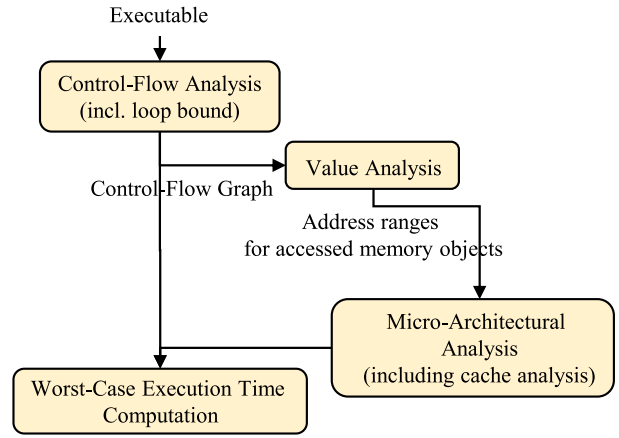 Executable
Control-Flow Analysis
(incl. loop bound)
Value Analysis
Control-Flow Graph
Address ranges
for accessed memory objects
Micro-Architectural
Analysis
(including cache analysis)
Worst-Case Execution Time
Computation